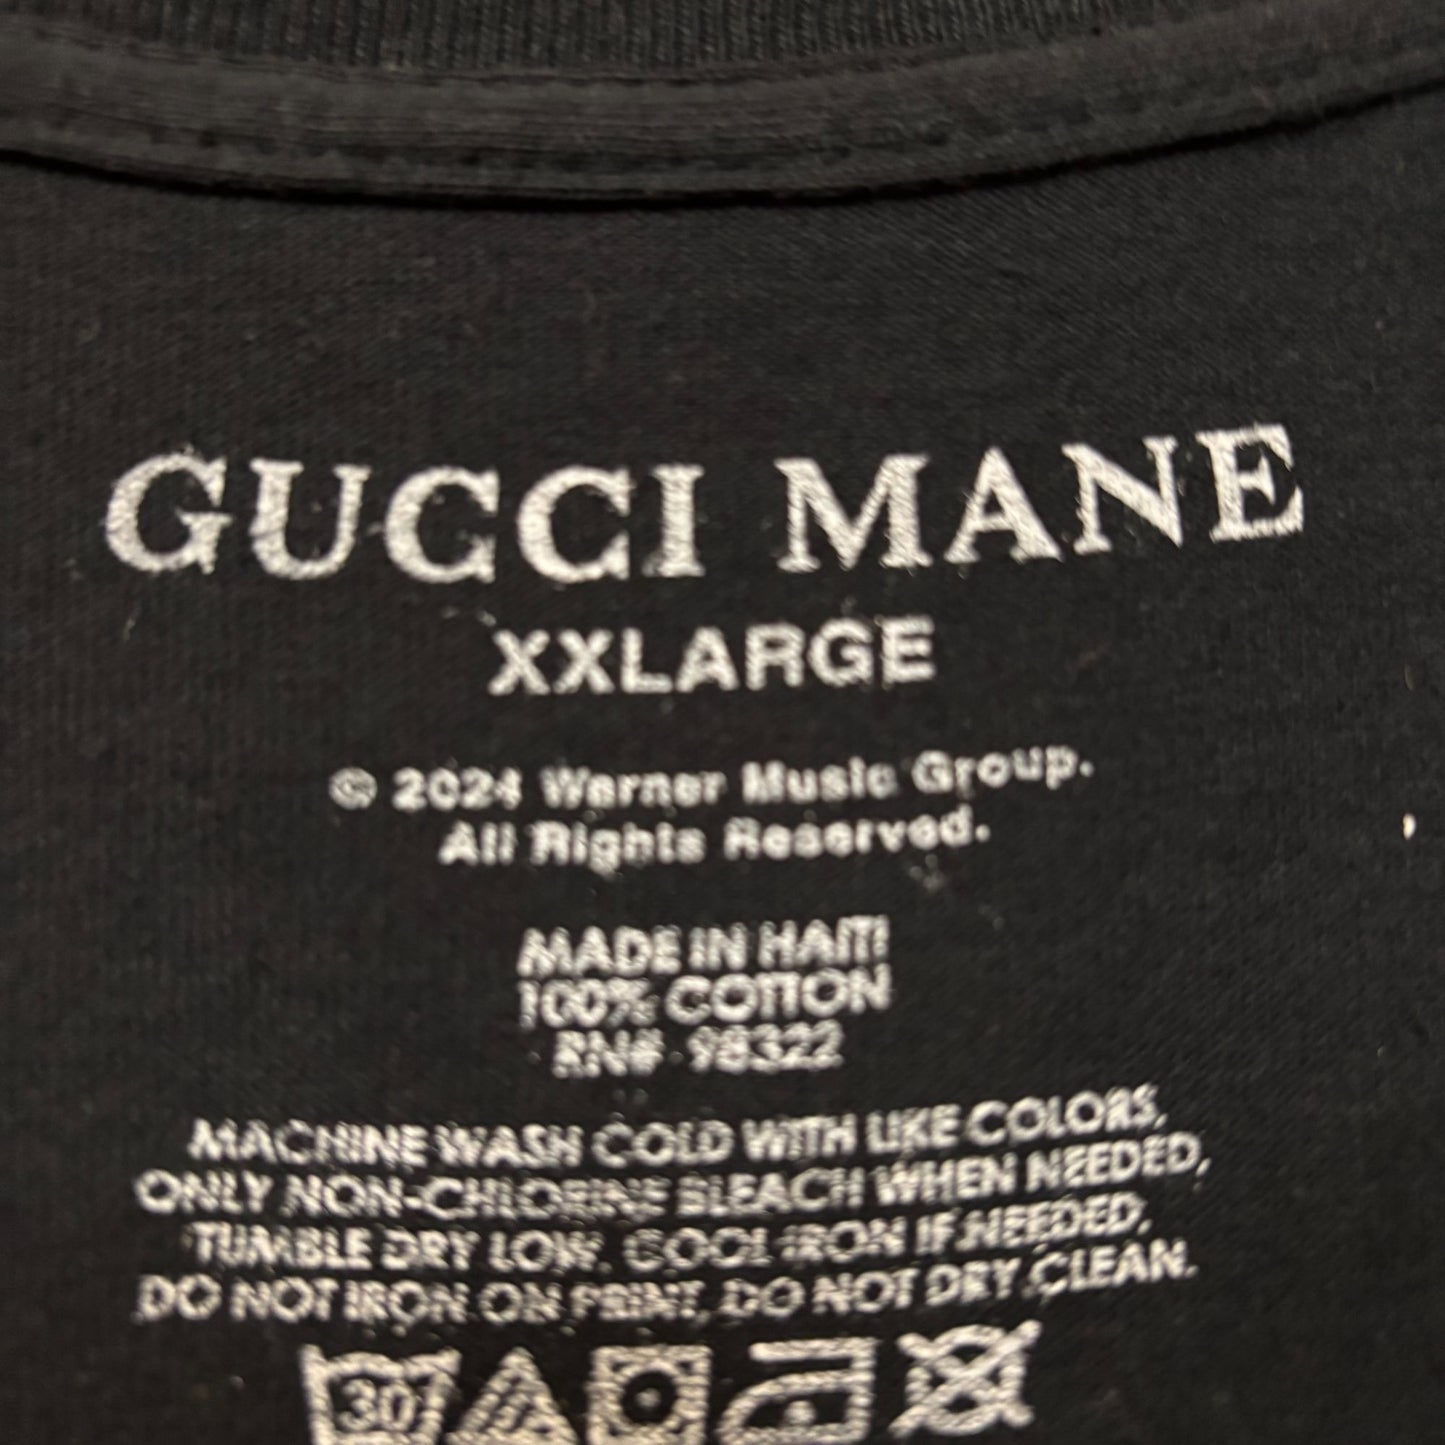 GUCCI MANE
XXLARGE
© 2024 Warner Music Group.
All Rights Reserved.
MADE IN HAITI
100% COTTON
RN# 98322
MACHINE WASH COLD WITH LIKE COLORS,
ONLY NON-CHLORINE BLEACH WHEN NEEDED,
TUMBLE DRY LOW. COOL IRON IF NEEDED.
DO NOT IRON ON PRINT, DO NOT DRY CLEAN.
30